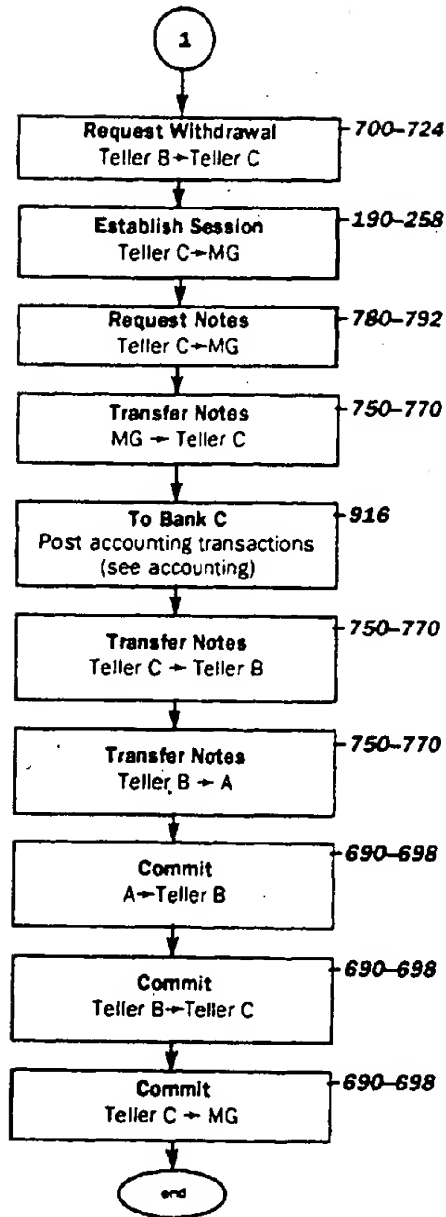 1
Request Withdrawal
Teller B→Teller C
700–724
Establish Session
Teller C→MG
190–258
Request Notes
Teller C→MG
780–792
Transfer Notes
MG → Teller C
750–770
To Bank C
Post accounting transactions
(see accounting)
916
Transfer Notes
Teller C → Teller B
750–770
Transfer Notes
Teller B → A
750–770
Commit
A→Teller B
690–698
Commit
Teller B→Teller C
690–698
Commit
Teller C → MG
690–698
end